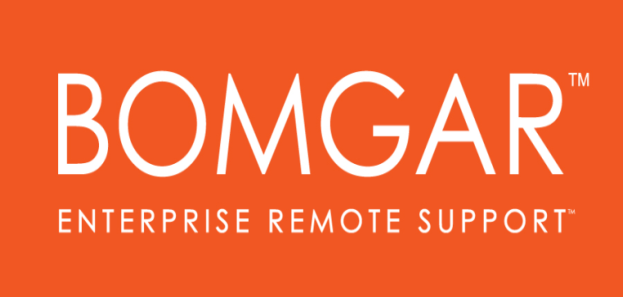 BOMGAR™
ENTERPRISE REMOTE SUPPORT™